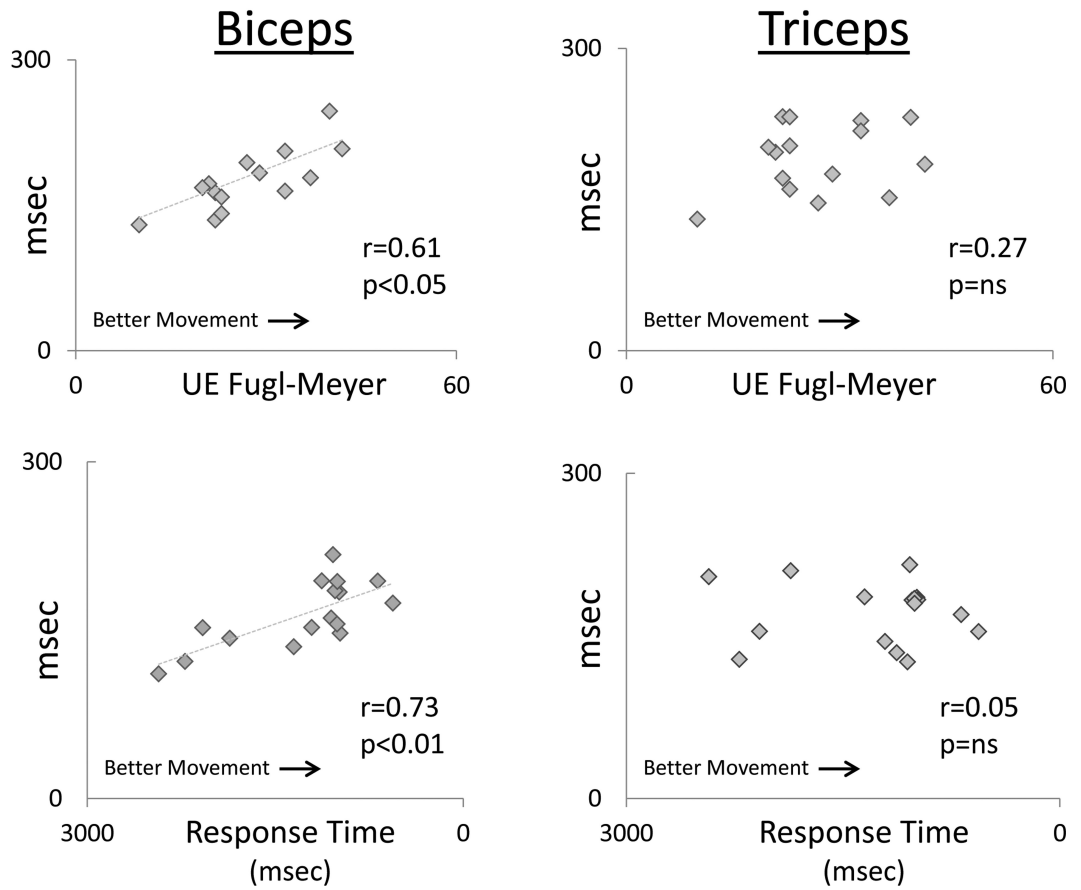 Biceps
300
msec
r=0.61
p<0.05
Better Movement
0
0
UE Fugl-Meyer
60
Triceps
300
msec
r=0.27
p=ns
Better Movement
0
0
UE Fugl-Meyer
60
300
msec
r=0.73
p<0.01
Better Movement
0
3000
Response Time
0
(msec)
300
msec
r=0.05
p=ns
Better Movement
0
3000
Response Time
0
(msec)